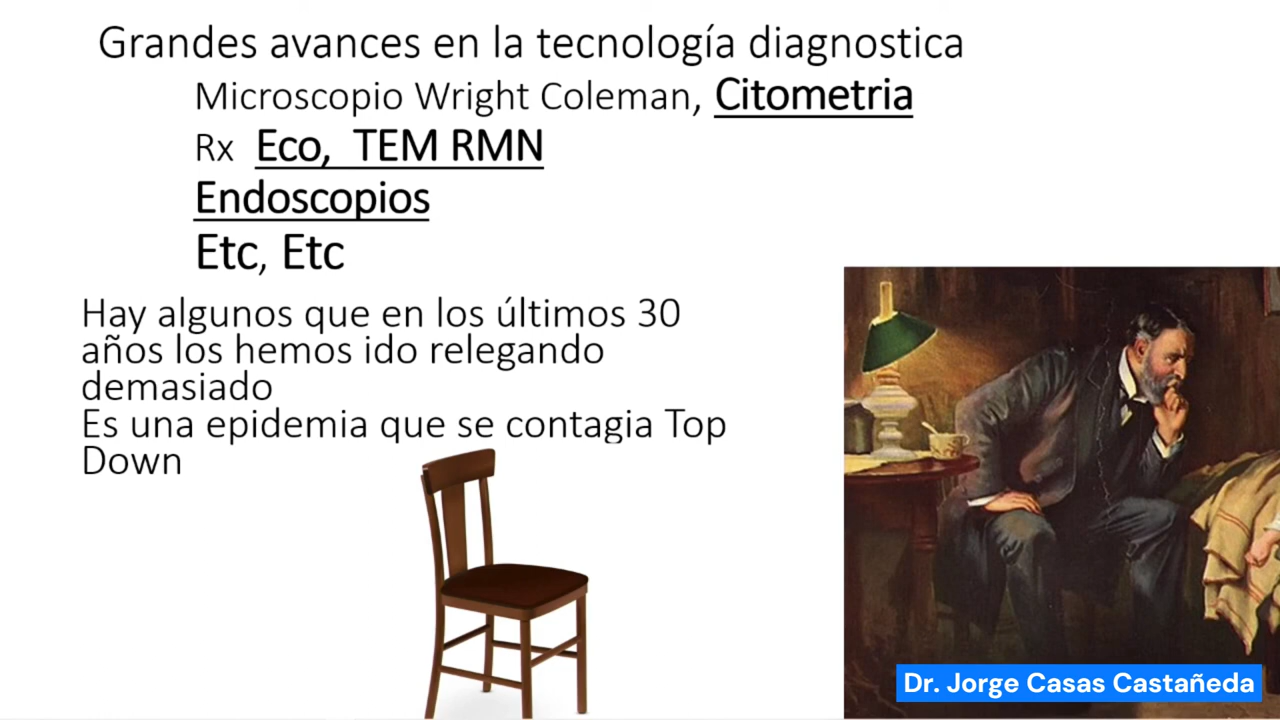 Grandes avances en la tecnología diagnostica
Microscopio Wright Coleman, Citometria
Rx Eco, TEM RMN
Endoscopios
Etc, Etc
Hay algunos que en los últimos 30
años los hemos ido relegando
demasiado
Es una epidemia que se contagia Top
Down
Dr. Jorge Casas Castañeda